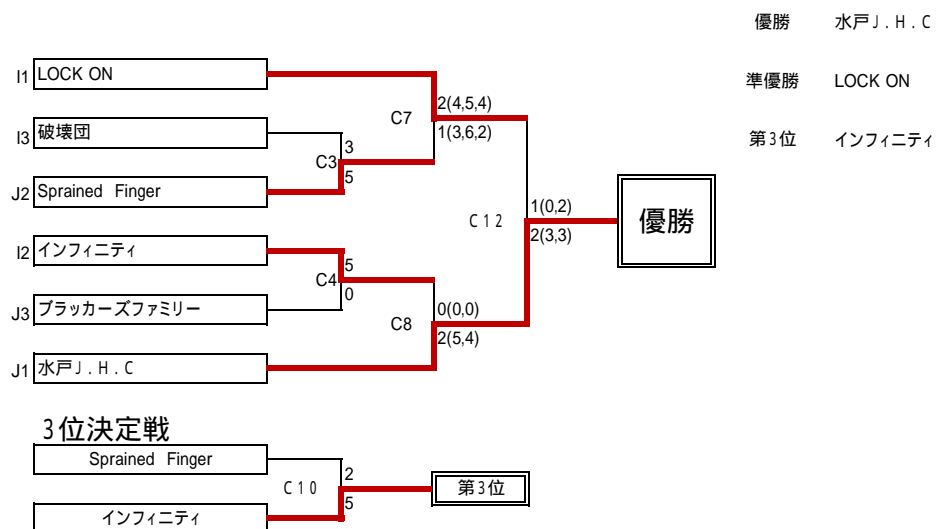 優勝 水戸J.H.C
準優勝 LOCK ON
第3位 インフィニティ
I1 LOCK ON
2(4,5,4)
C7
1(3,6,2)
I3 破壊団
3
C3
5
J2 Sprained Finger
1(0,2)
C12
優勝
2(3,3)
I2 インフィニティ
5
C4
0
J3 ブラッカーズファミリー
0(0,0)
C8
2(5,4)
J1 水戸J.H.C
3位決定戦
Sprained Finger
2
C10
第3位
5
インフィニティ